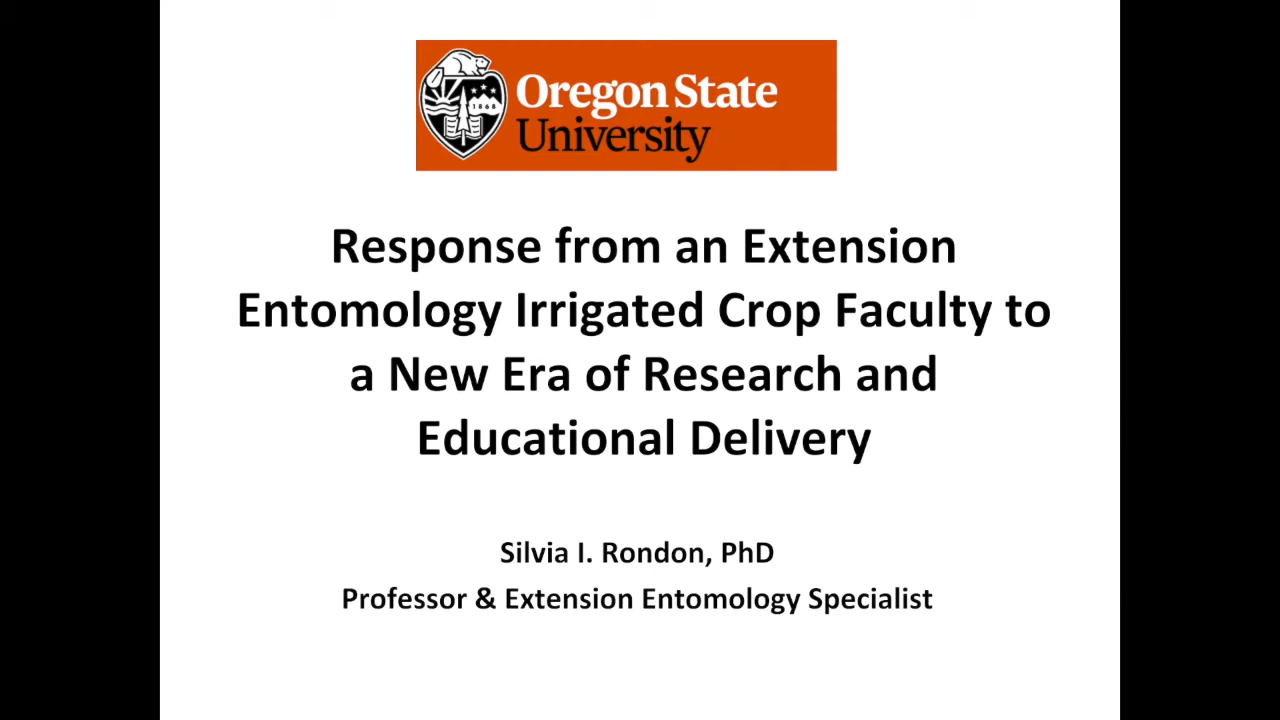 1868
Oregon State
University
Response from an Extension
Entomology Irrigated Crop Faculty to
a New Era of Research and
Educational Delivery
Silvia I. Rondon, PhD
Professor & Extension Entomology Specialist